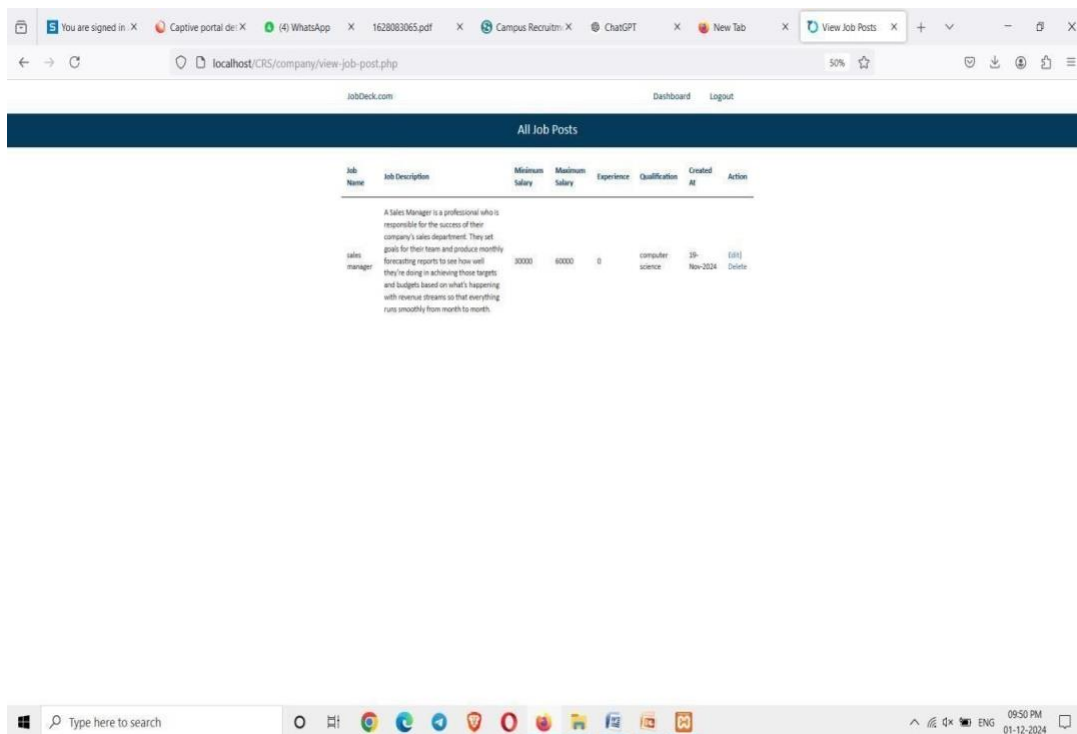 You are signed in
Captive portal de
(4) WhatsApp
1628083065.pdf
Campus Recruitm
ChatGPT
New Tab
View Job Posts
localhost/CRS/company/view-job-post.php
50%
JobDeck.com
Dashboard
Logout
All Job Posts
Job Name
Job Description
Minimum Salary
Maximum Salary
Experience
Qualification
Created At
Action
sales manager
A Sales Manager is a professional who is
responsible for the success of their
company's sales department. They set
goals for their team and produce monthly
forecasting reports to see how well
they're doing in achieving those targets
and budgets based on what's happening
with revenue streams so that everything
runs smoothly from month to month.
30000
60000
0
computer science
19-
Nov-2024
Edit|
Delete
Type here to search
ENG
09:50 PM
01-12-2024